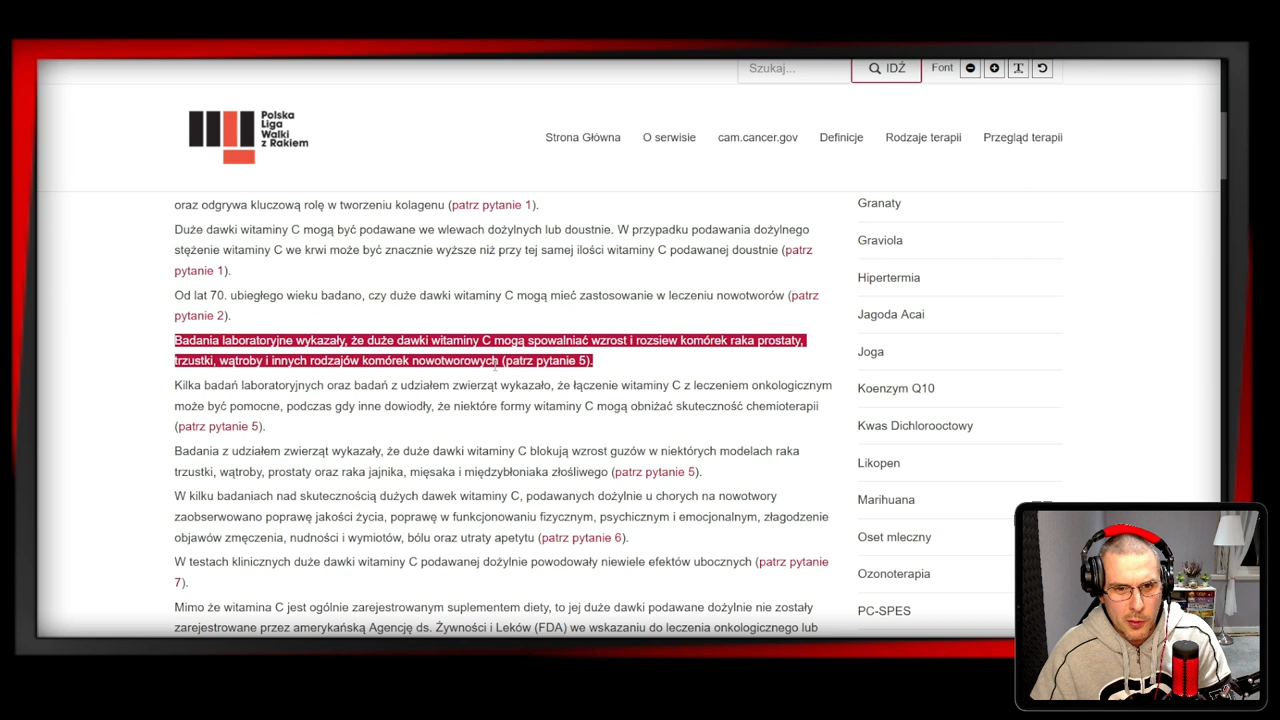 Szukaj...
IDŹ
Font
Polska
Liga
Walki
z Rakiem
Strona Główna
O serwisie
cam.cancer.gov
Definicje
Rodzaje terapii
Przegląd terapii
oraz odgrywa kluczową rolę w tworzeniu kolagenu (patrz pytanie 1).
Duże dawki witaminy C mogą być podawane we wlewach dożylnych lub doustnie. W przypadku podawania dożylnego
stężenie witaminy C we krwi może być znacznie wyższe niż przy tej samej ilości witaminy C podawanej doustnie (patrz
pytanie 1).
Od lat 70. ubiegłego wieku badano, czy duże dawki witaminy C mogą mieć zastosowanie w leczeniu nowotworów (patrz
pytanie 2).
Badania laboratoryjne wykazały, że duże dawki witaminy C mogą spowalniać wzrost i rozsiew komórek raka prostaty,
trzustki, wątroby i innych rodzajów komórek nowotworowych (patrz pytanie 5).
Kilka badań laboratoryjnych oraz badań z udziałem zwierząt wykazało, że łączenie witaminy C z leczeniem onkologicznym
może być pomocne, podczas gdy inne dowiodły, że niektóre formy witaminy C mogą obniżać skuteczność chemioterapii
(patrz pytanie 5).
Badania z udziałem zwierząt wykazały, że duże dawki witaminy C blokują wzrost guzów w niektórych modelach raka
trzustki, wątroby, prostaty oraz raka jajnika, mięsaka i międzybłoniaka złośliwego (patrz pytanie 5).
W kilku badaniach nad skutecznością dużych dawek witaminy C, podawanych dożylnie u chorych na nowotwory
zaobserwowano poprawę jakości życia, poprawę w funkcjonowaniu fizycznym, psychicznym i emocjonalnym, złagodzenie
objawów zmęczenia, nudności i wymiotów, bólu oraz utraty apetytu (patrz pytanie 6).
W testach klinicznych duże dawki witaminy C podawanej dożylnie powodowały niewiele efektów ubocznych (patrz pytanie
7).
Mimo że witamina C jest ogólnie zarejestrowanym suplementem diety, to jej duże dawki podawane dożylnie nie zostały
zarejestrowane przez amerykańską Agencję ds. Żywności i Leków (FDA) we wskazaniu do leczenia onkologicznego lub
Granaty
Graviola
Hipertermia
Jagoda Acai
Joga
Koenzym Q10
Kwas Dichlorooctowy
Likopen
Marihuana
Oset mleczny
Ozonoterapia
PC-SPES